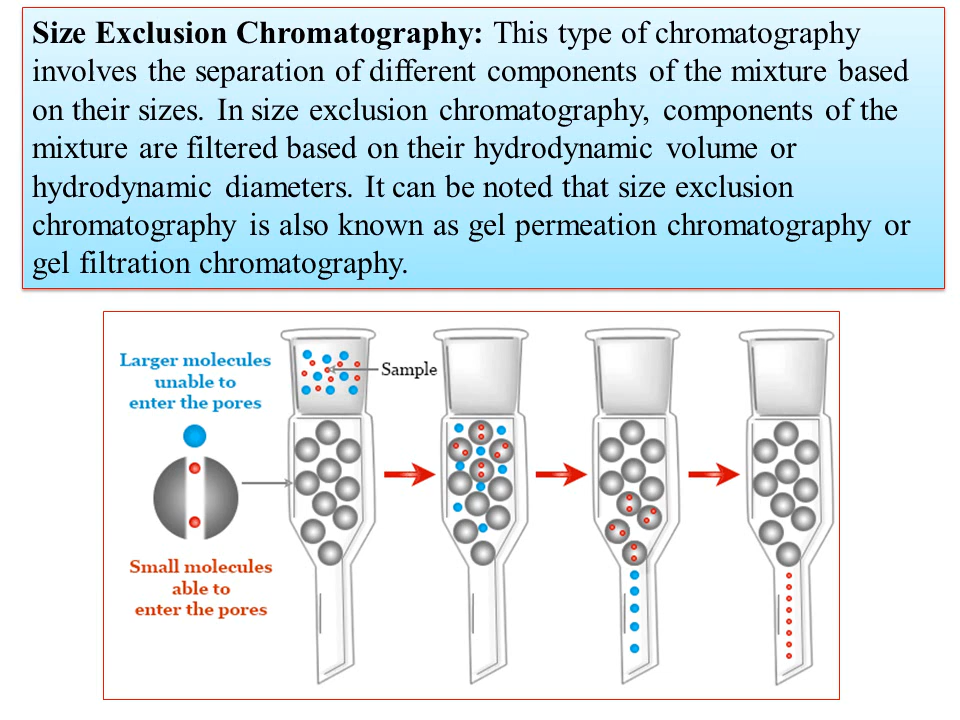 Size Exclusion Chromatography: This type of chromatography
involves the separation of different components of the mixture based
on their sizes. In size exclusion chromatography, components of the
mixture are filtered based on their hydrodynamic volume or
hydrodynamic diameters. It can be noted that size exclusion
chromatography is also known as gel permeation chromatography or
gel filtration chromatography.
Larger molecules
unable to
enter the pores
Sample
Small molecules
able to
enter the pores